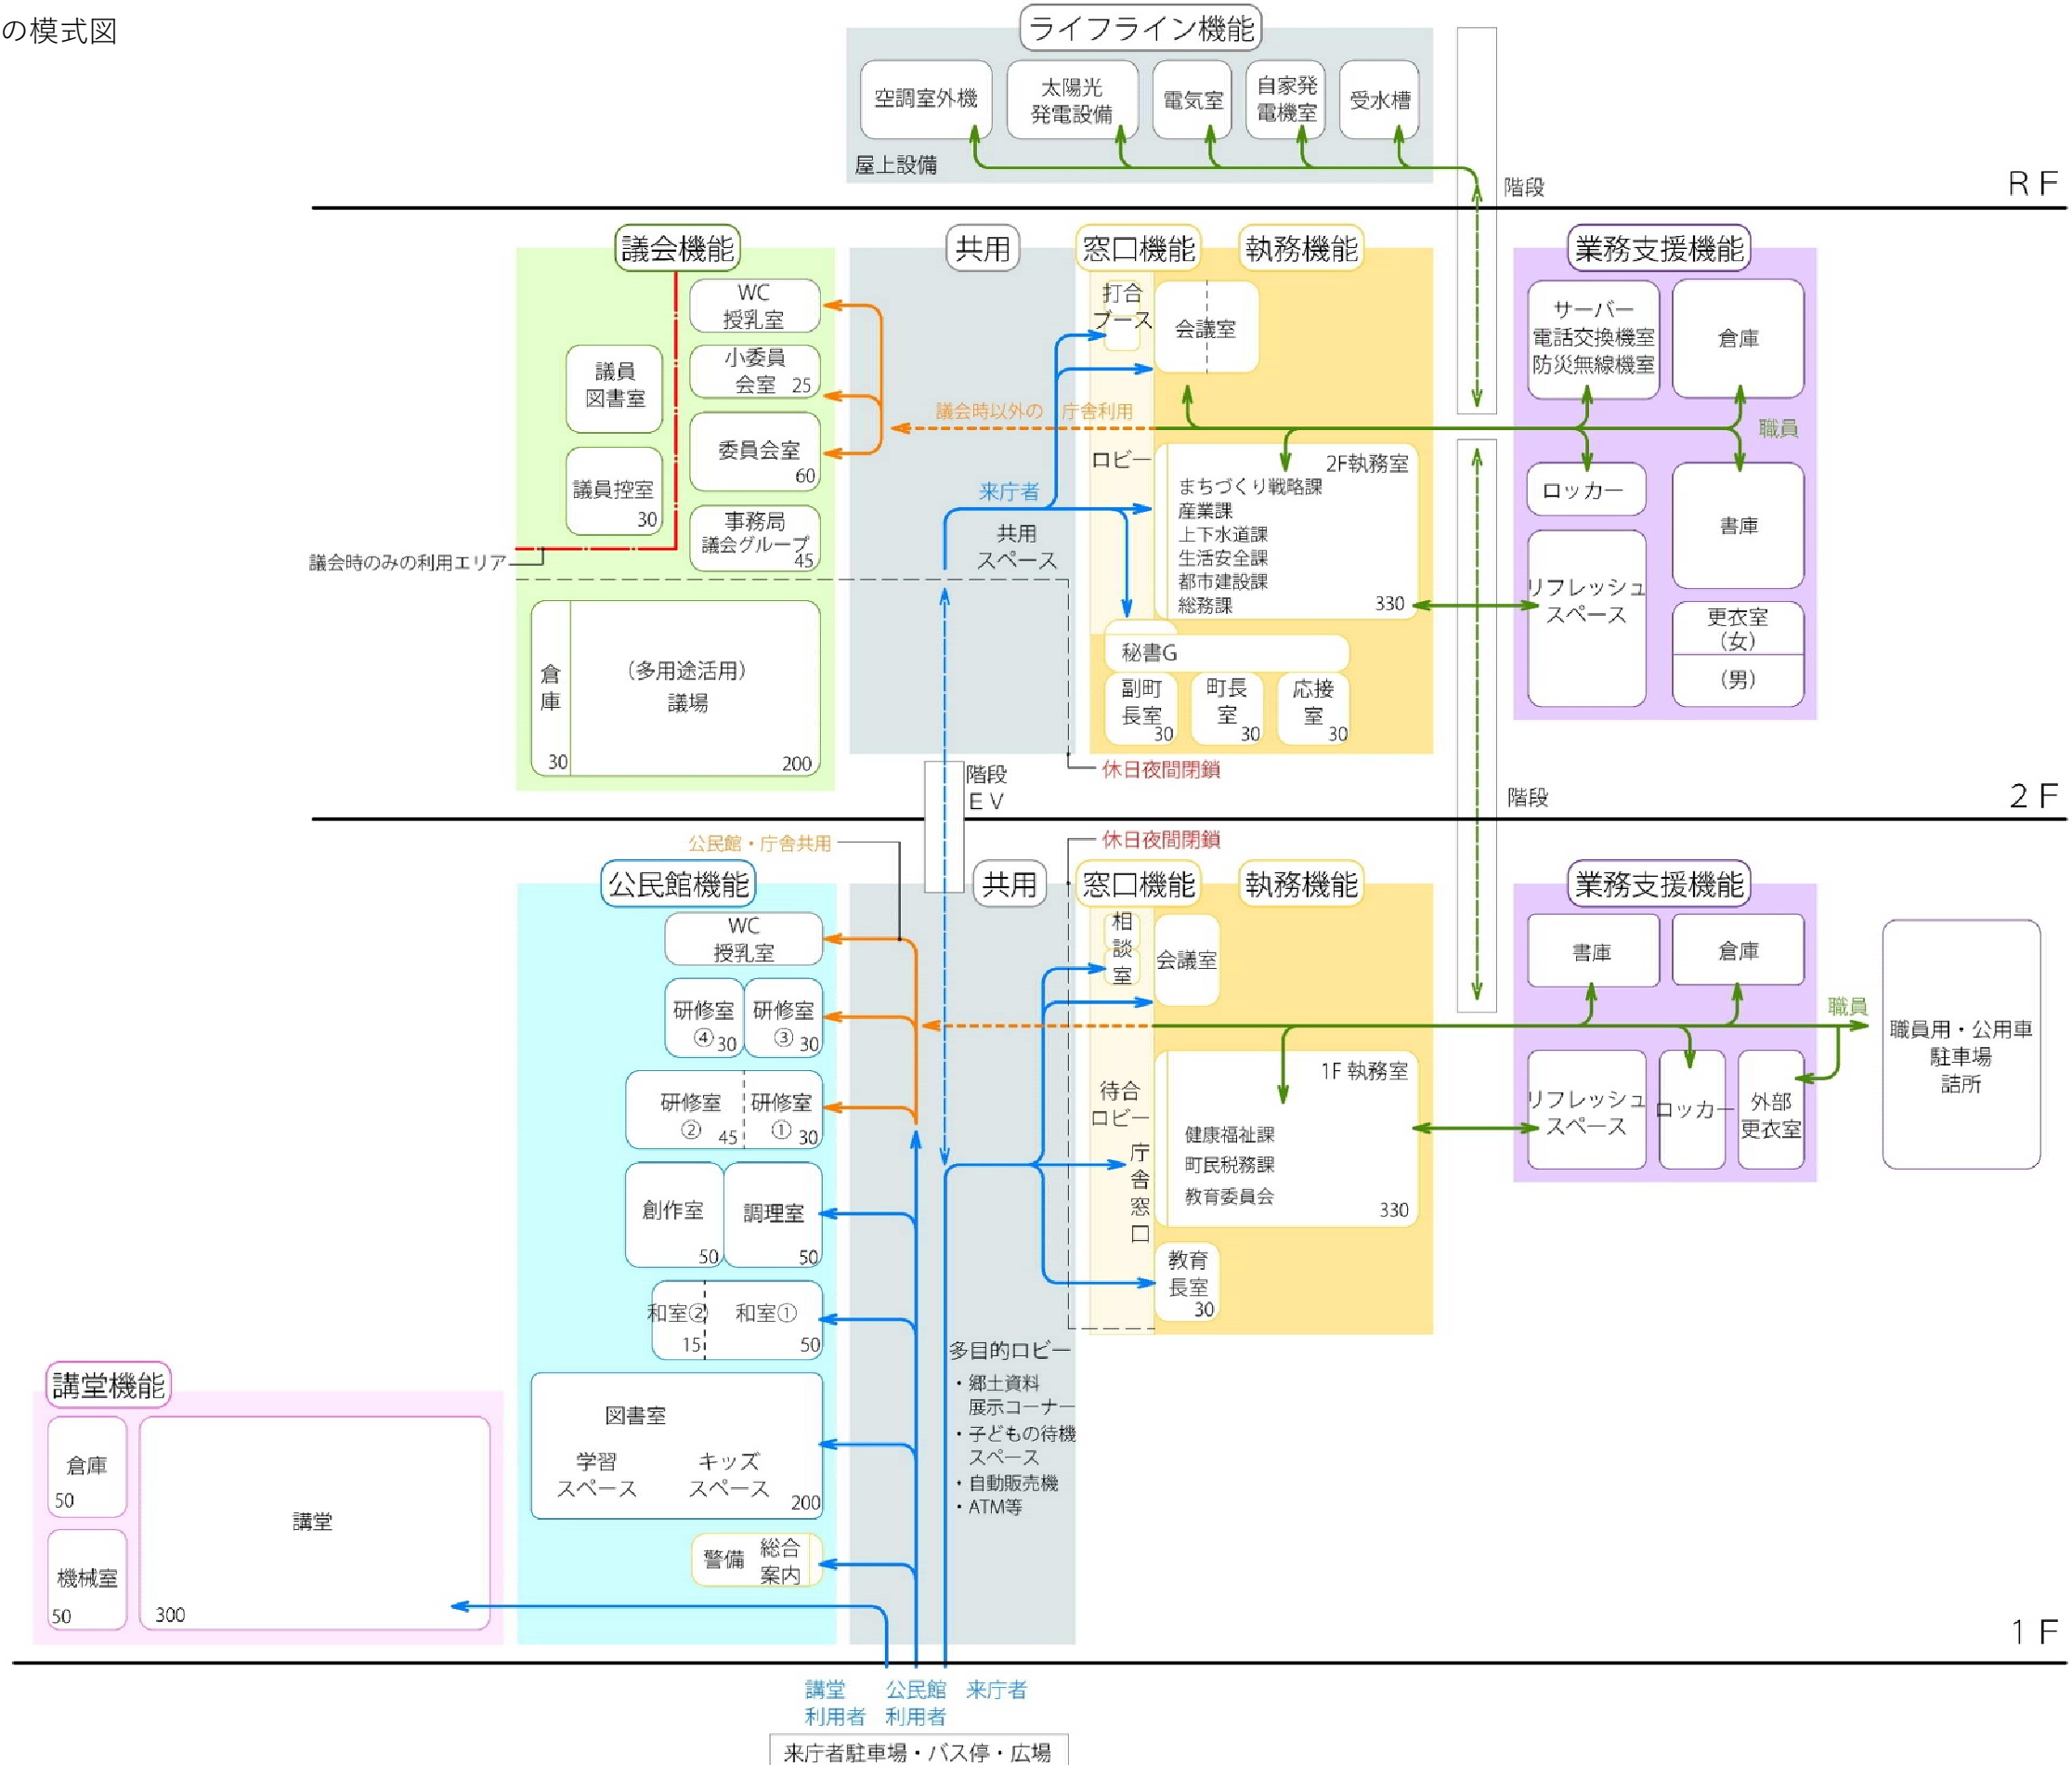 の模式図
ライフライン機能
空調室外機
太陽光
発電設備
電気室
自家発
電機室
受水槽
屋上設備
階段
RF
議会機能
共用
窓口機能
執務機能
業務支援機能
WC
授乳室
議員
図書室
小委員
会室 25
委員会室
60
議員控室
30
事務局
議会グループ
45
議会時のみの利用エリア
倉
庫
30
(多用途活用)
議場
200
議会時以外の 庁舎利用
来庁者
共用
スペース
打合
ブース
会議室
ロビー
2F執務室
まちづくり戦略課
産業課
上下水道課
生活安全課
都市建設課
総務課
330
秘書G
副町
長室
30
町長
室
30
応接
室
30
休日夜間閉鎖
サーバー
電話交換機室
防災無線機室
倉庫
職員
ロッカー
書庫
リフレッシュ
スペース
更衣室
(女)
(男)
階段
EV
階段
2F
公民館・庁舎共用
休日夜間閉鎖
公民館機能
共用
窓口機能
執務機能
業務支援機能
WC
授乳室
研修室
④ 30
研修室
③ 30
研修室
② 45
研修室
① 30
創作室
50
調理室
50
和室②
15
和室①
50
図書室
学習
スペース
キッズ
スペース
200
警備
総合
案内
相
談
室
会議室
待合
ロビー
庁
舎
窓
口
1F 執務室
健康福祉課
町民税務課
教育委員会
330
教育
長室
30
多目的ロビー
・郷土資料
展示コーナー
・子どもの待機
スペース
・自動販売機
・ATM等
書庫
倉庫
職員
リフレッシュ
スペース
ロッカー
外部
更衣室
職員用・公用車
駐車場
詰所
講堂機能
倉庫
50
機械室
50
講堂
300
1F
講堂
利用者
公民館
利用者
来庁者
来庁者駐車場・バス停・広場